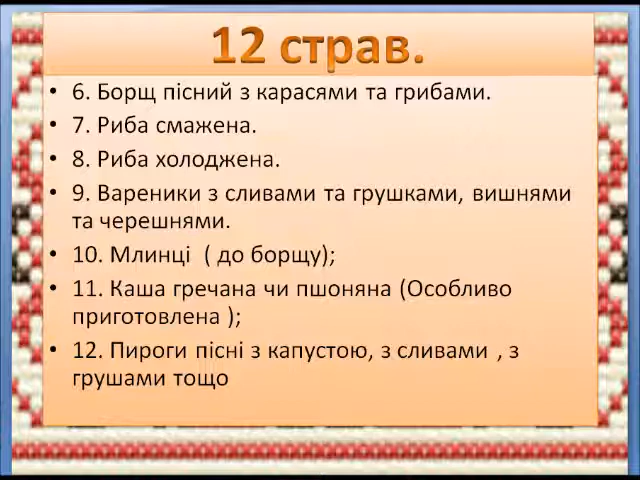 12 страв.
• 6. Борщ пісний з карасями та грибами.
• 7. Риба смажена.
• 8. Риба холоджена.
• 9. Вареники з сливами та грушками, вишнями
та черешнями.
• 10. Млинці  ( до борщу);
• 11. Каша гречана чи пшоняна (Особливо
приготовлена );
• 12. Пироги пісні з капустою, з сливами , з
грушами тощо